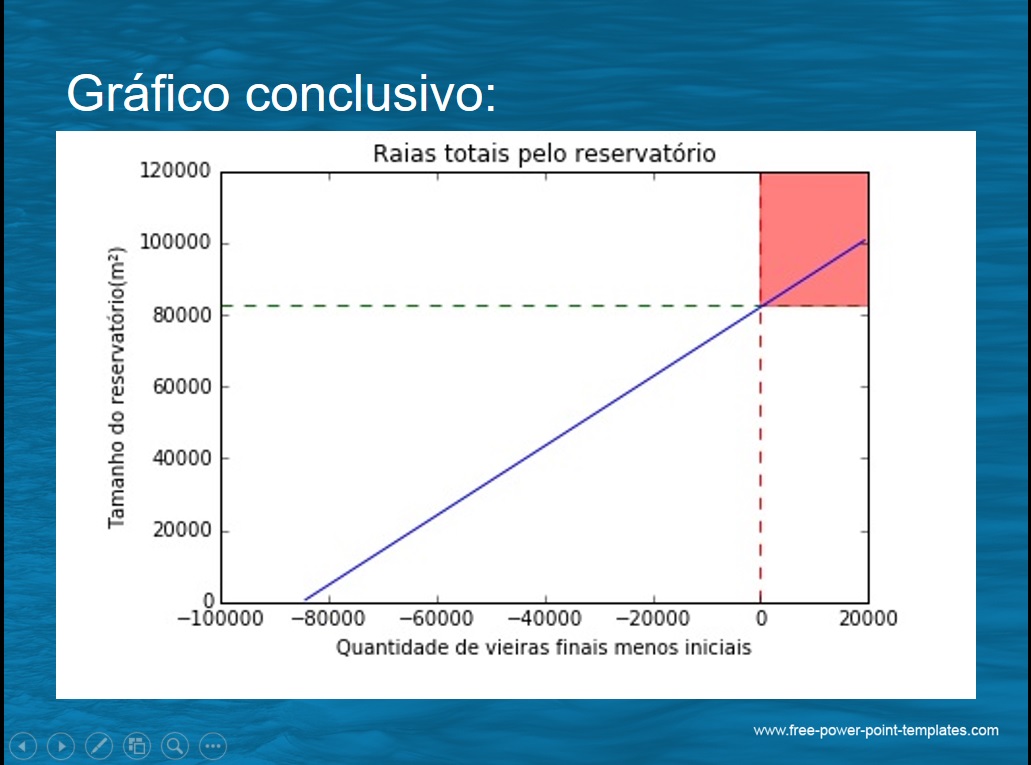 Gráfico conclusivo:
Raias totais pelo reservatório
120000
100000
80000
60000
40000
20000
0
Tamanho do reservatório(m²)
−100000 −80000 −60000 −40000 −20000 0 20000
Quantidade de vieiras finais menos iniciais
www.free-power-point-templates.com